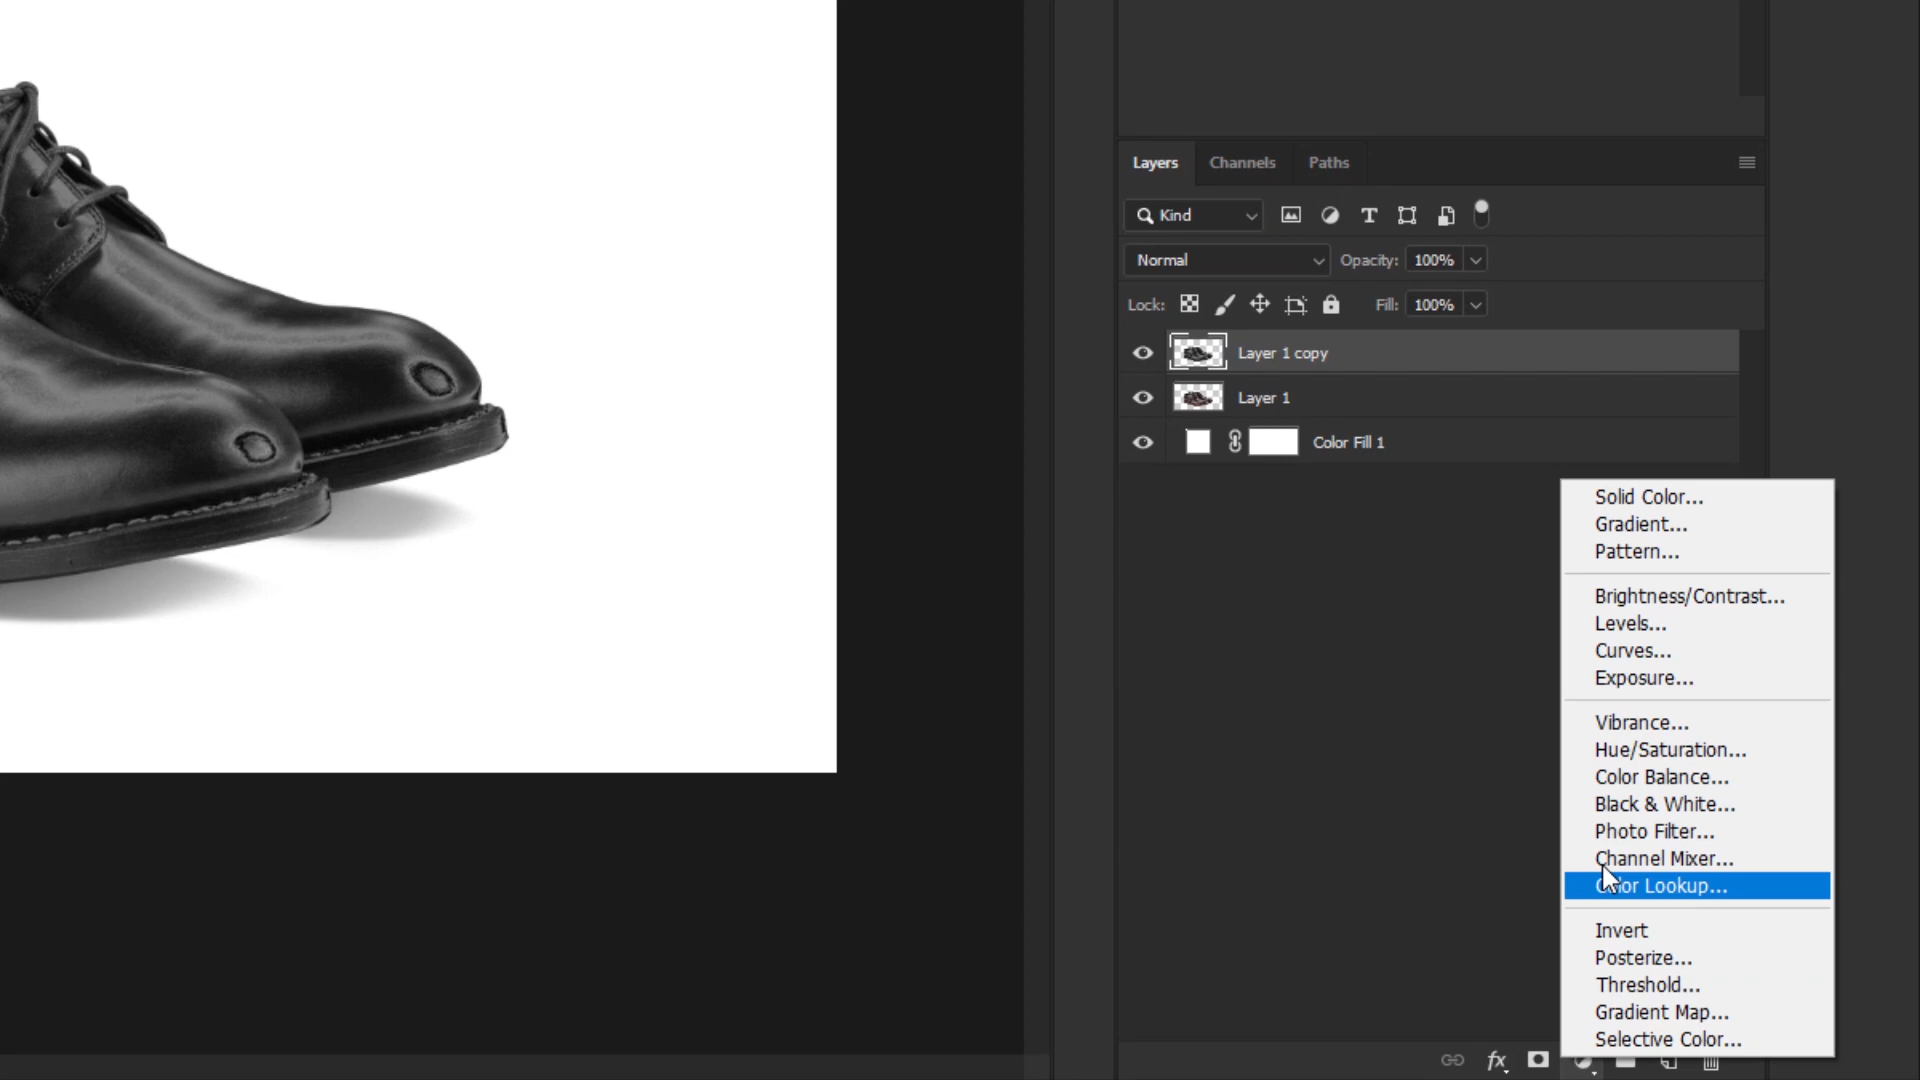 Layers Channels Paths
Kind
Normal Opacity: 100%
Lock: Fill: 100%
Layer 1 copy
Layer 1
Color Fill 1
Solid Color...
Gradient...
Pattern...
Brightness/Contrast...
Levels...
Curves...
Exposure...
Vibrance...
Hue/Saturation...
Color Balance...
Black & White...
Photo Filter...
Channel Mixer...
Color Lookup...
Invert
Posterize...
Threshold...
Gradient Map...
Selective Color...
fx